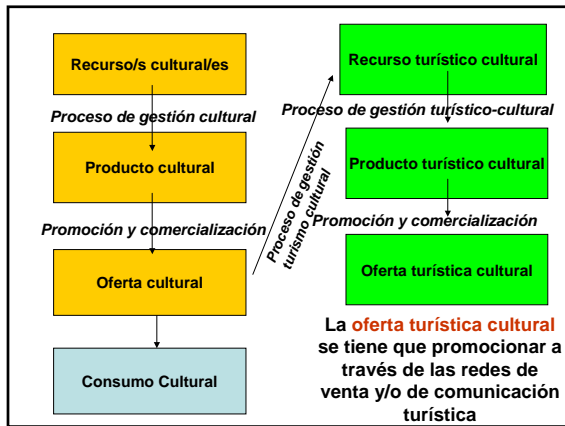 Recurso/s cultural/es
Proceso de gestión cultural
Producto cultural
Promoción y comercialización
Oferta cultural
Consumo Cultural
Proceso de gestión
turismo cultural
Recurso turístico cultural
Proceso de gestión turístico-cultural
Producto turístico cultural
Promoción y comercialización
Oferta turística cultural
La oferta turística cultural
se tiene que promocionar a
través de las redes de
venta y/o de comunicación
turística